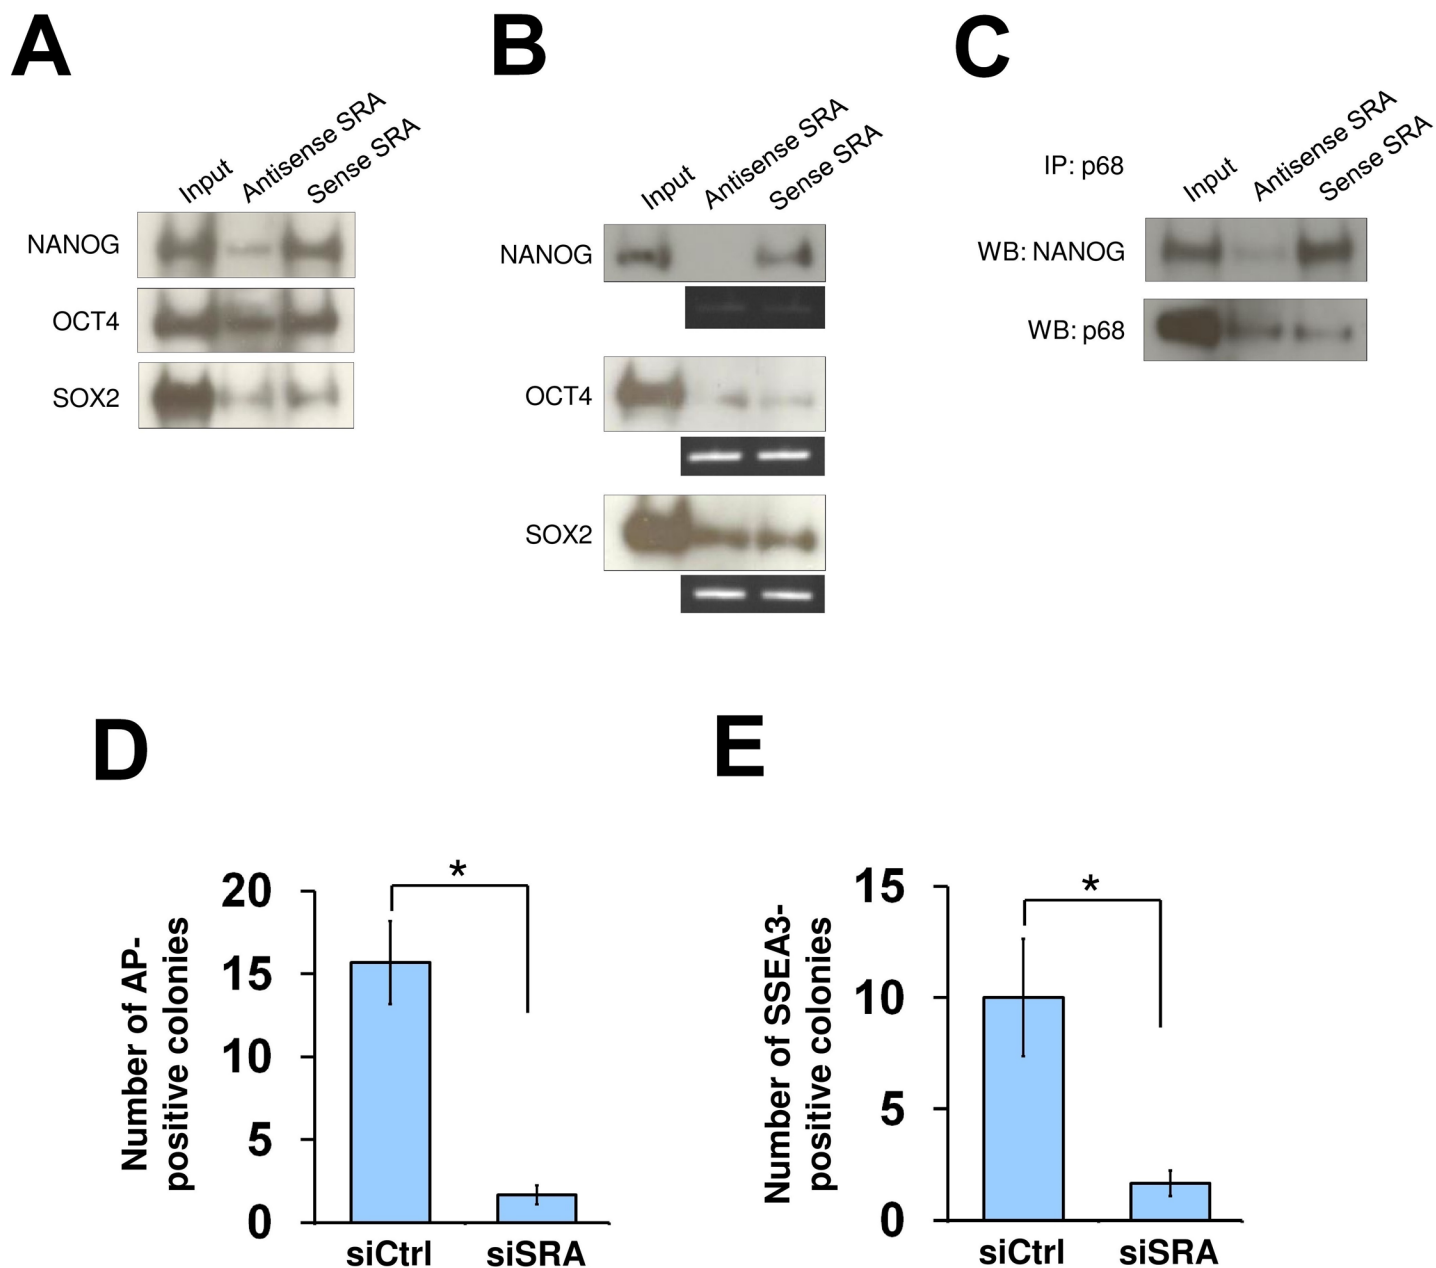 A
Input
Antisense SRA
Sense SRA
NANOG
OCT4
SOX2
B
Input
Antisense SRA
Sense SRA
NANOG
OCT4
SOX2
C
IP: p68
Input
Antisense SRA
Sense SRA
WB: NANOG
WB: p68
D
Number of AP-
positive colonies
20
15
10
5
0
*
siCtrl
siSRA
E
Number of SSEA3-
positive colonies
15
10
5
0
*
siCtrl
siSRA